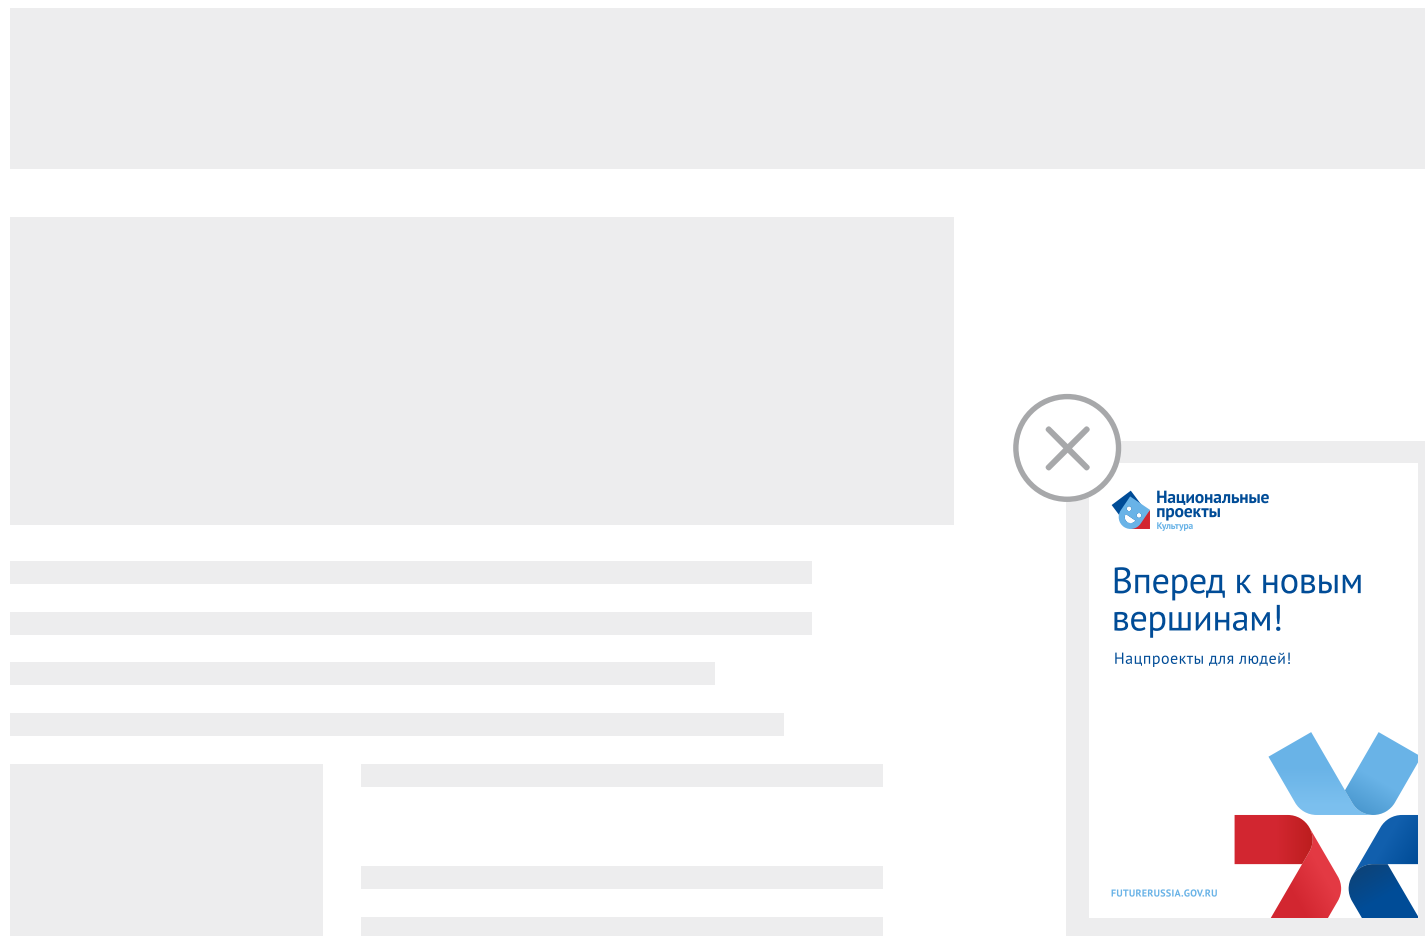 Национальные
проекты
Культура
Вперед к новым
вершинам!
Нацпроекты для людей!
FUTURERUSSIA.GOV.RU